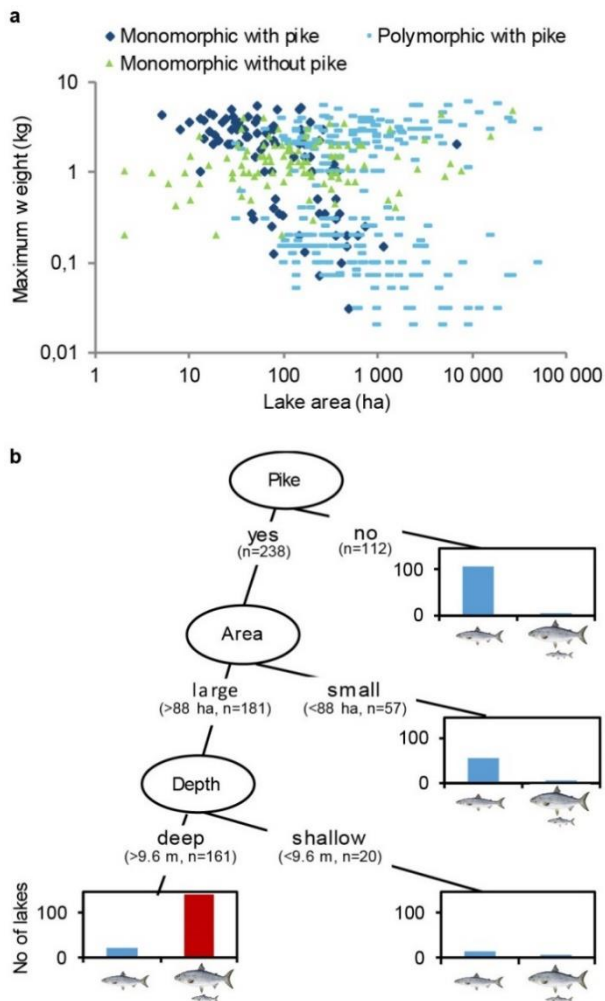 a
Monomorphic with pike
Polymorphic with pike
Monomorphic without pike
10
1
0,1
0,01
Maximum weight (kg)
1
10
100
1 000
10 000
100 000
Lake area (ha)
b
Pike
yes
(n=238)
no
(n=112)
100
0
Area
large
(>88 ha, n=181)
small
(<88 ha, n=57)
100
0
Depth
deep
(>9.6 m, n=161)
shallow
(<9.6 m, n=20)
No of lakes
100
0
100
0